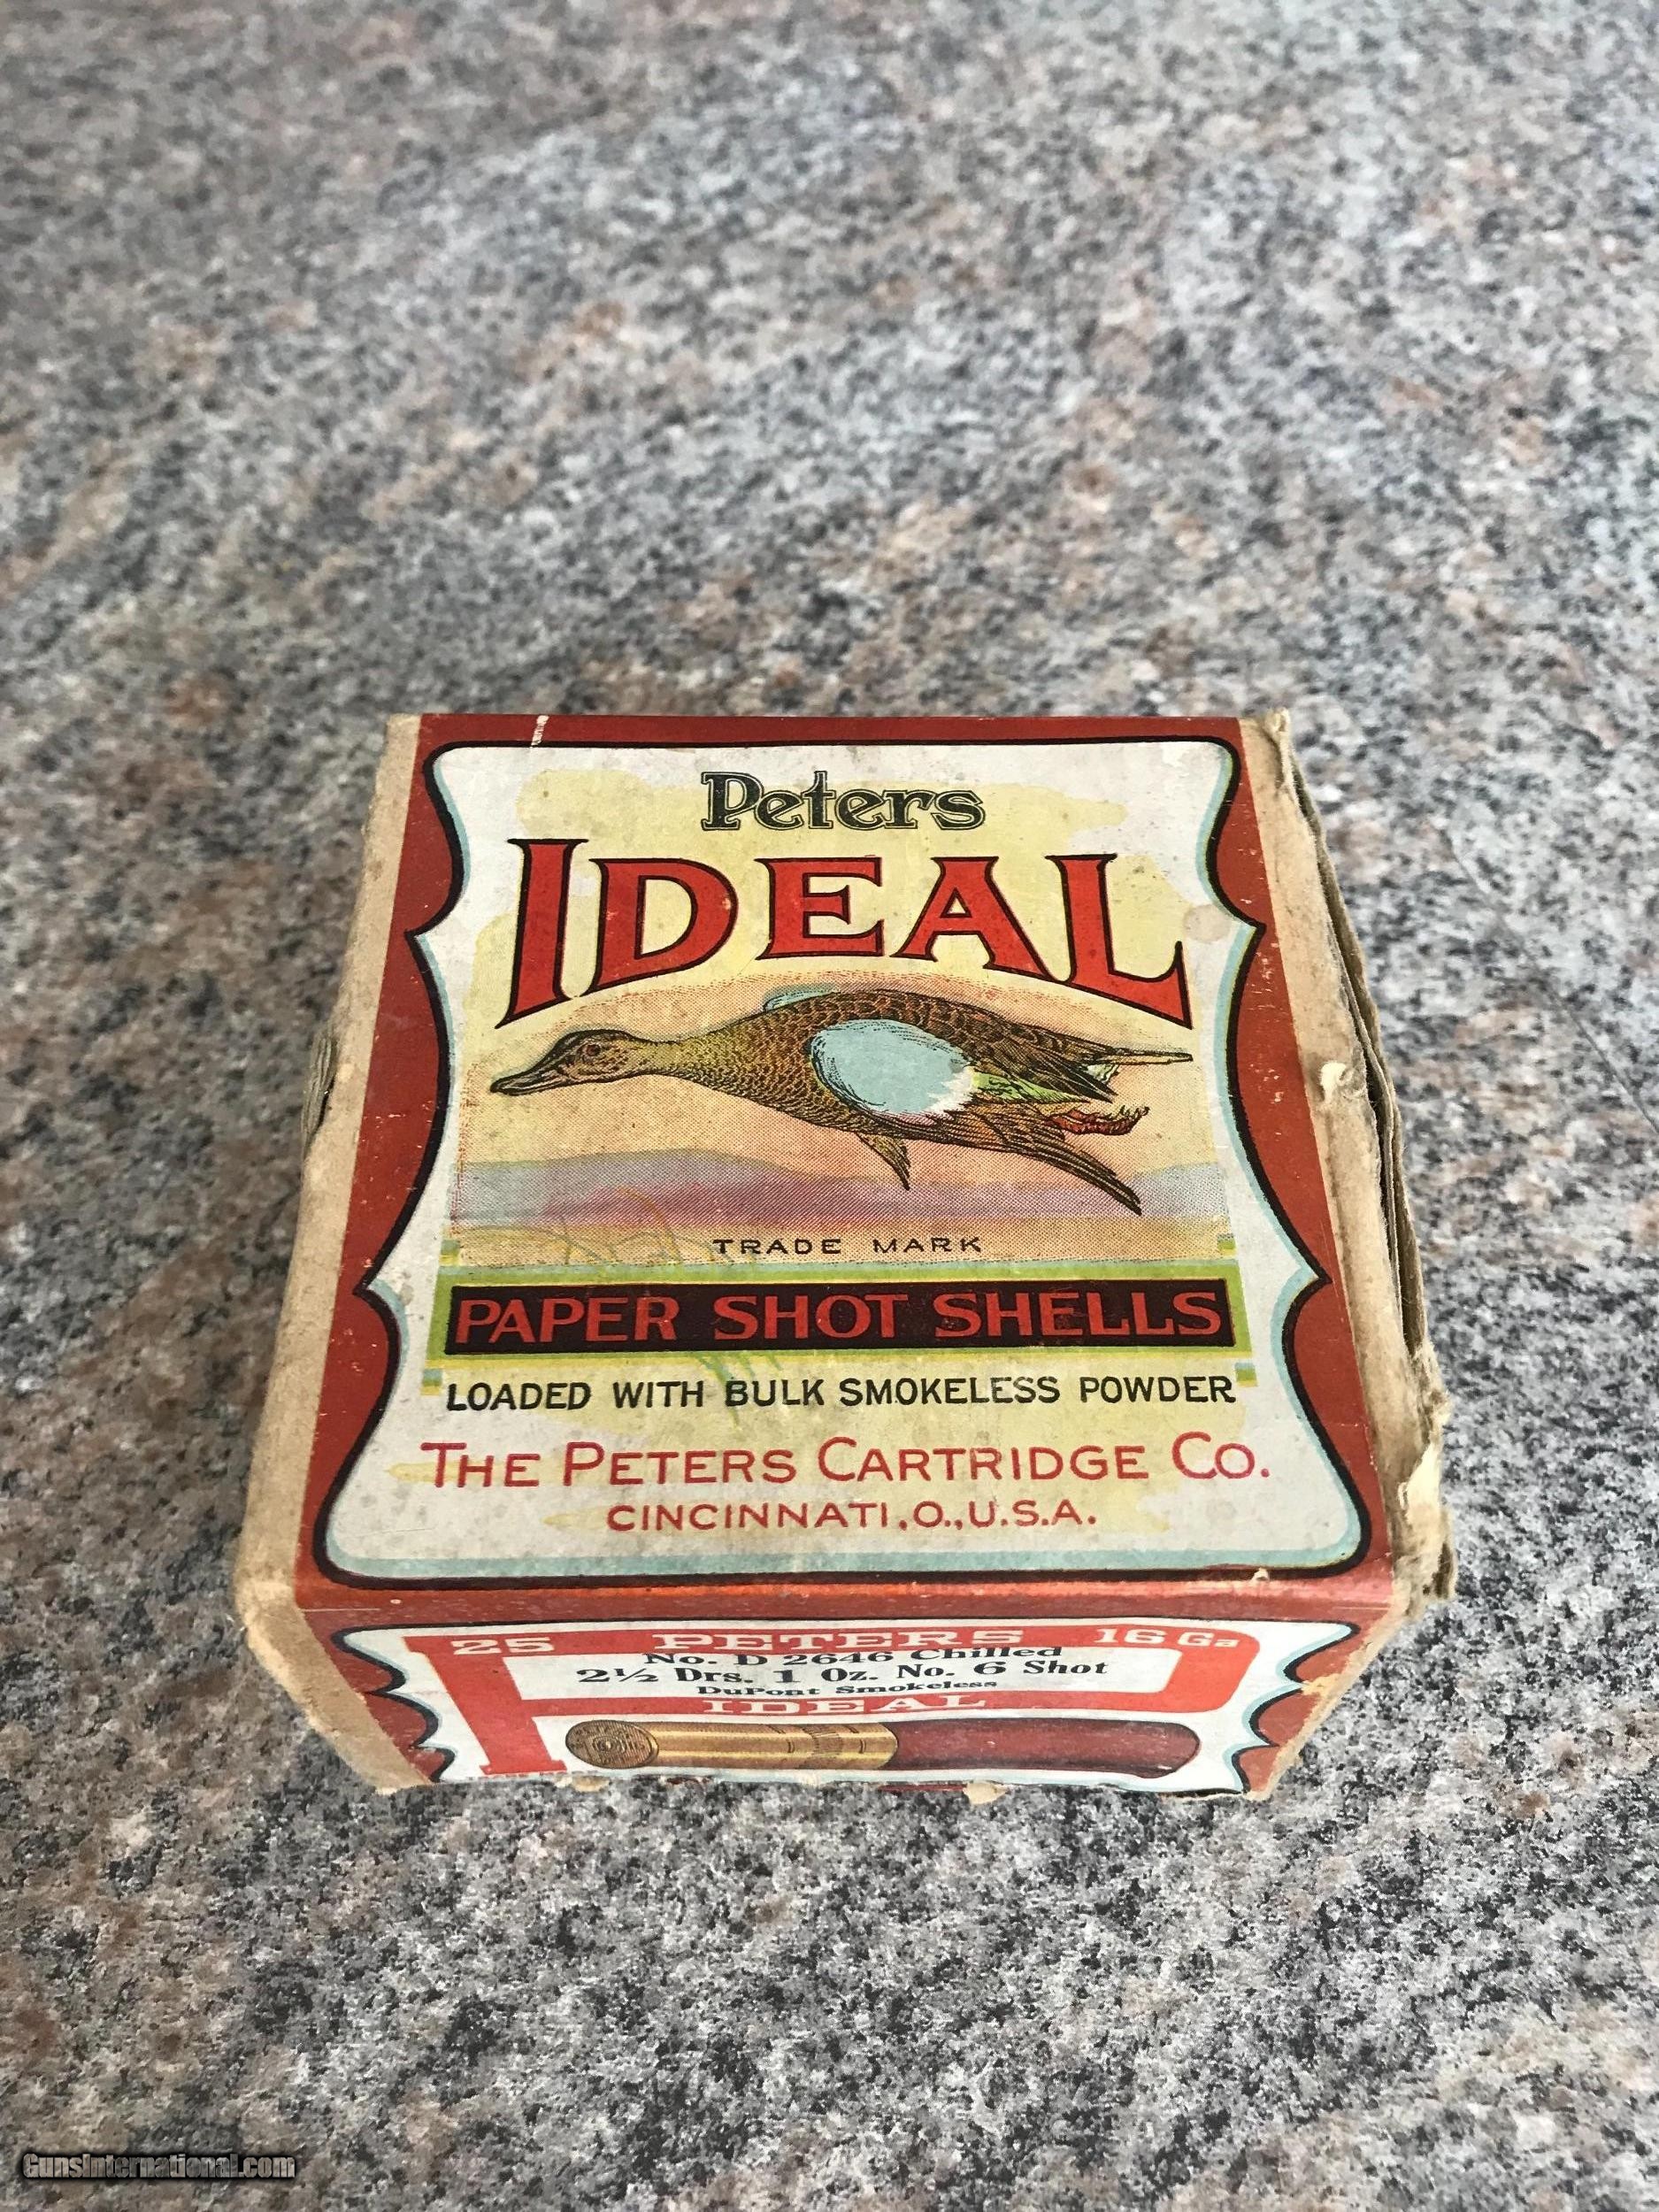 Peters
IDEAL
TRADE MARK
PAPER SHOT SHELLS
LOADED WITH BULK SMOKELESS POWDER
THE PETERS CARTRIDGE CO.
CINCINNATI, O., U.S.A.
25 PETERS 16 Ga
No. D 2646 Chilled
2½ Drs. 1 Oz. No. 6 Shot
DuPont Smokeless
IDEAL
GunsInternational.com